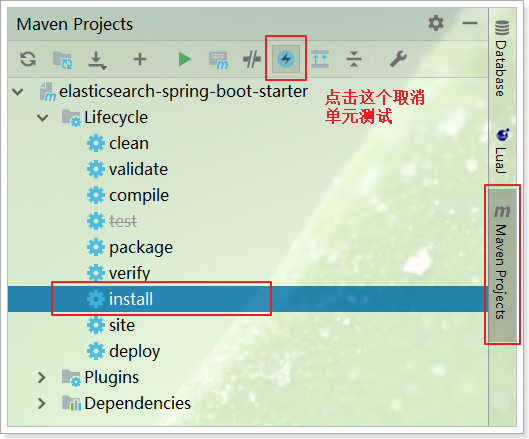 Maven Projects
elasticsearch-spring-boot-starter
点击这个取消
单元测试
Lifecycle
clean
validate
compile
test
package
verify
install
site
deploy
Plugins
Dependencies
Database
LuaJ
m Maven Projects